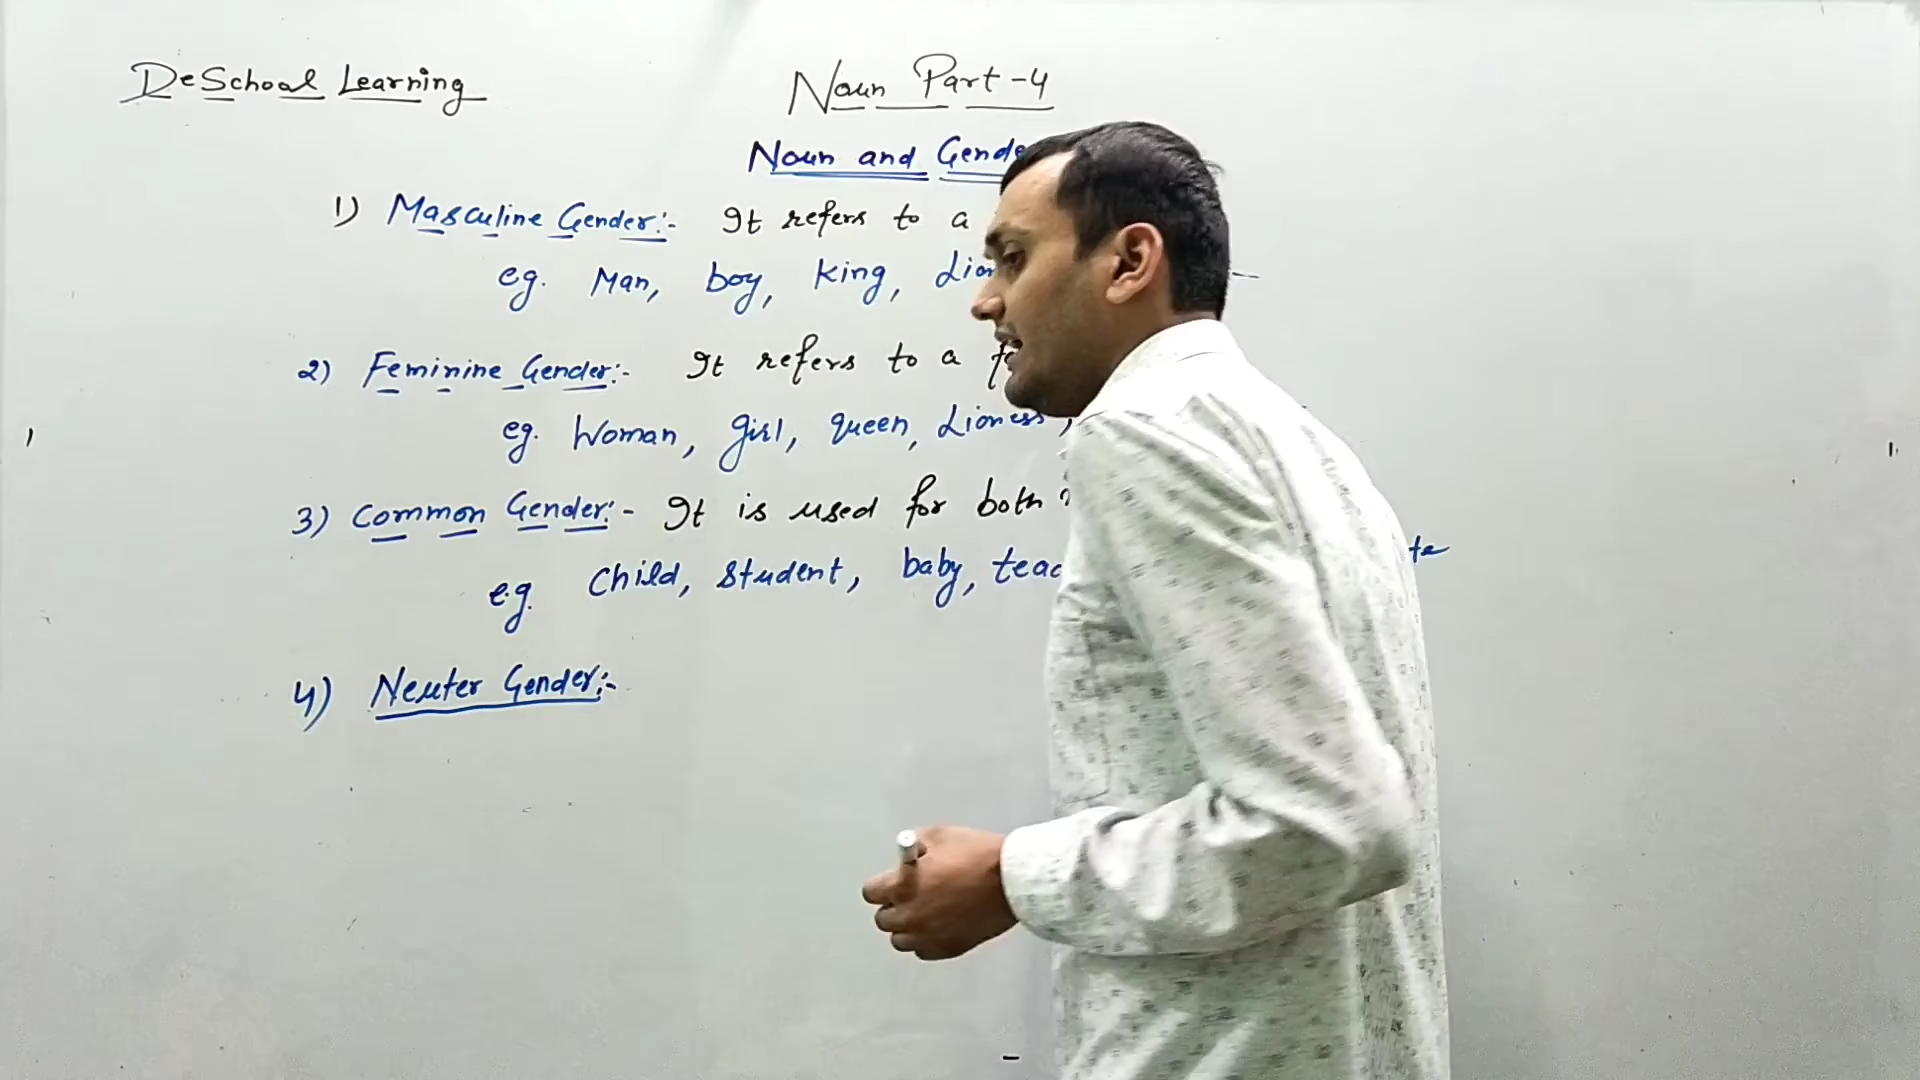 DeSchool Learning
Noun Part-4
Noun and Gende
1) Masculine Gender:- It refers to a
eg. Man, boy, king, Lion
2) Feminine Gender:- It refers to a
eg. Woman, girl, queen, Lioness,
3) Common Gender:- It is used for both
e.g. Child, student, baby, teac
4) Neuter Gender:-